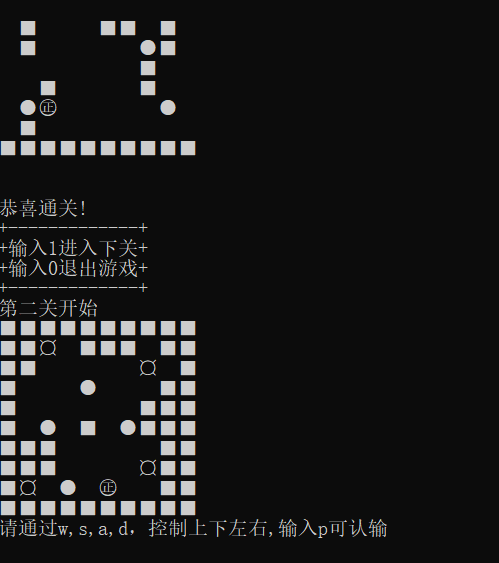 ■      ■■  ■
■          ●■
■
■        ■
●㊣          ●
■
■■■■■■■■■■
恭喜通关!
+-------------+
+输入1进入下关+
+输入0退出游戏+
+-------------+
第二关开始
■■■■■■■■■■
■■¤  ■■■  ■■
■■          ¤  ■
■      ●      ■■
■            ■■■
■  ●  ■  ●■■■
■■■          ■■
■■■        ¤■■
■¤  ●  ㊣    ■■
■■■■■■■■■■
请通过w,s,a,d，控制上下左右,输入p可认输